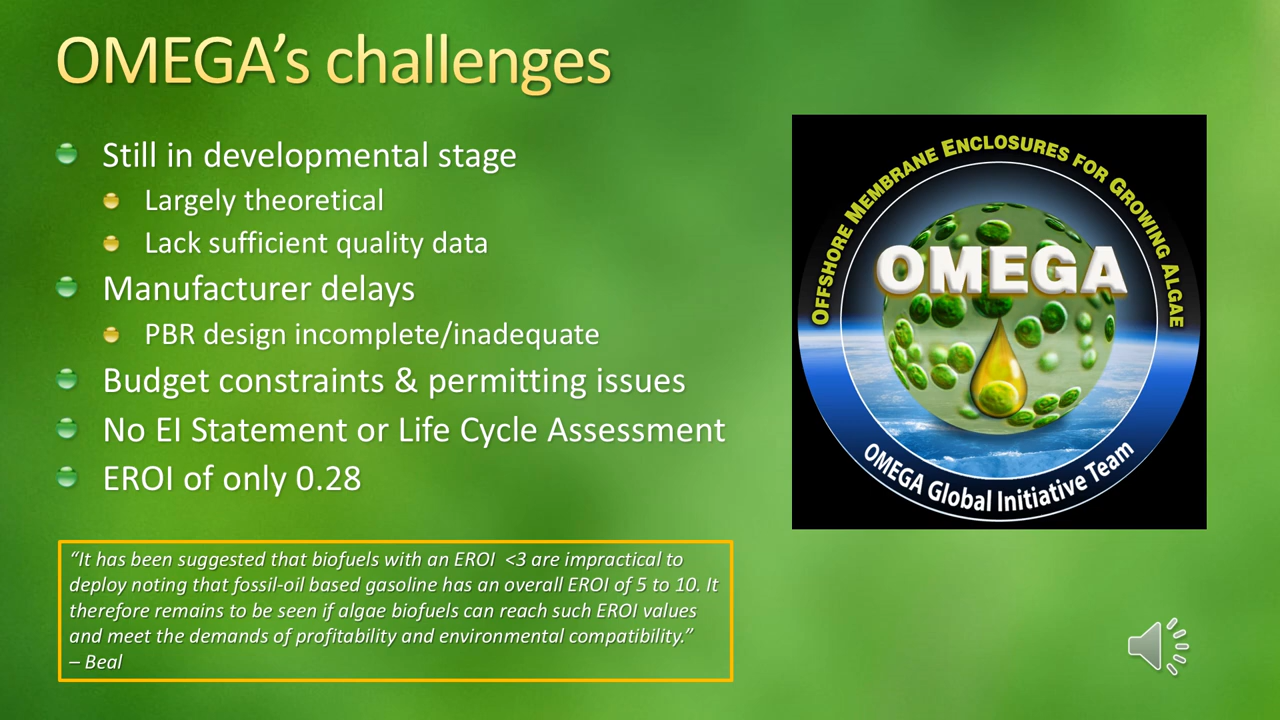 OMEGA's challenges
Still in developmental stage
Largely theoretical
Lack sufficient quality data
Manufacturer delays
PBR design incomplete/inadequate
Budget constraints & permitting issues
No EI Statement or Life Cycle Assessment
EROI of only 0.28
“It has been suggested that biofuels with an EROI <3 are impractical to
deploy noting that fossil-oil based gasoline has an overall EROI of 5 to 10. It
therefore remains to be seen if algae biofuels can reach such EROI values
and meet the demands of profitability and environmental compatibility.”
– Beal
OFFSHORE MEMBRANE ENCLOSURES FOR GROWING ALGAE
OMEGA
OMEGA Global Initiative Team